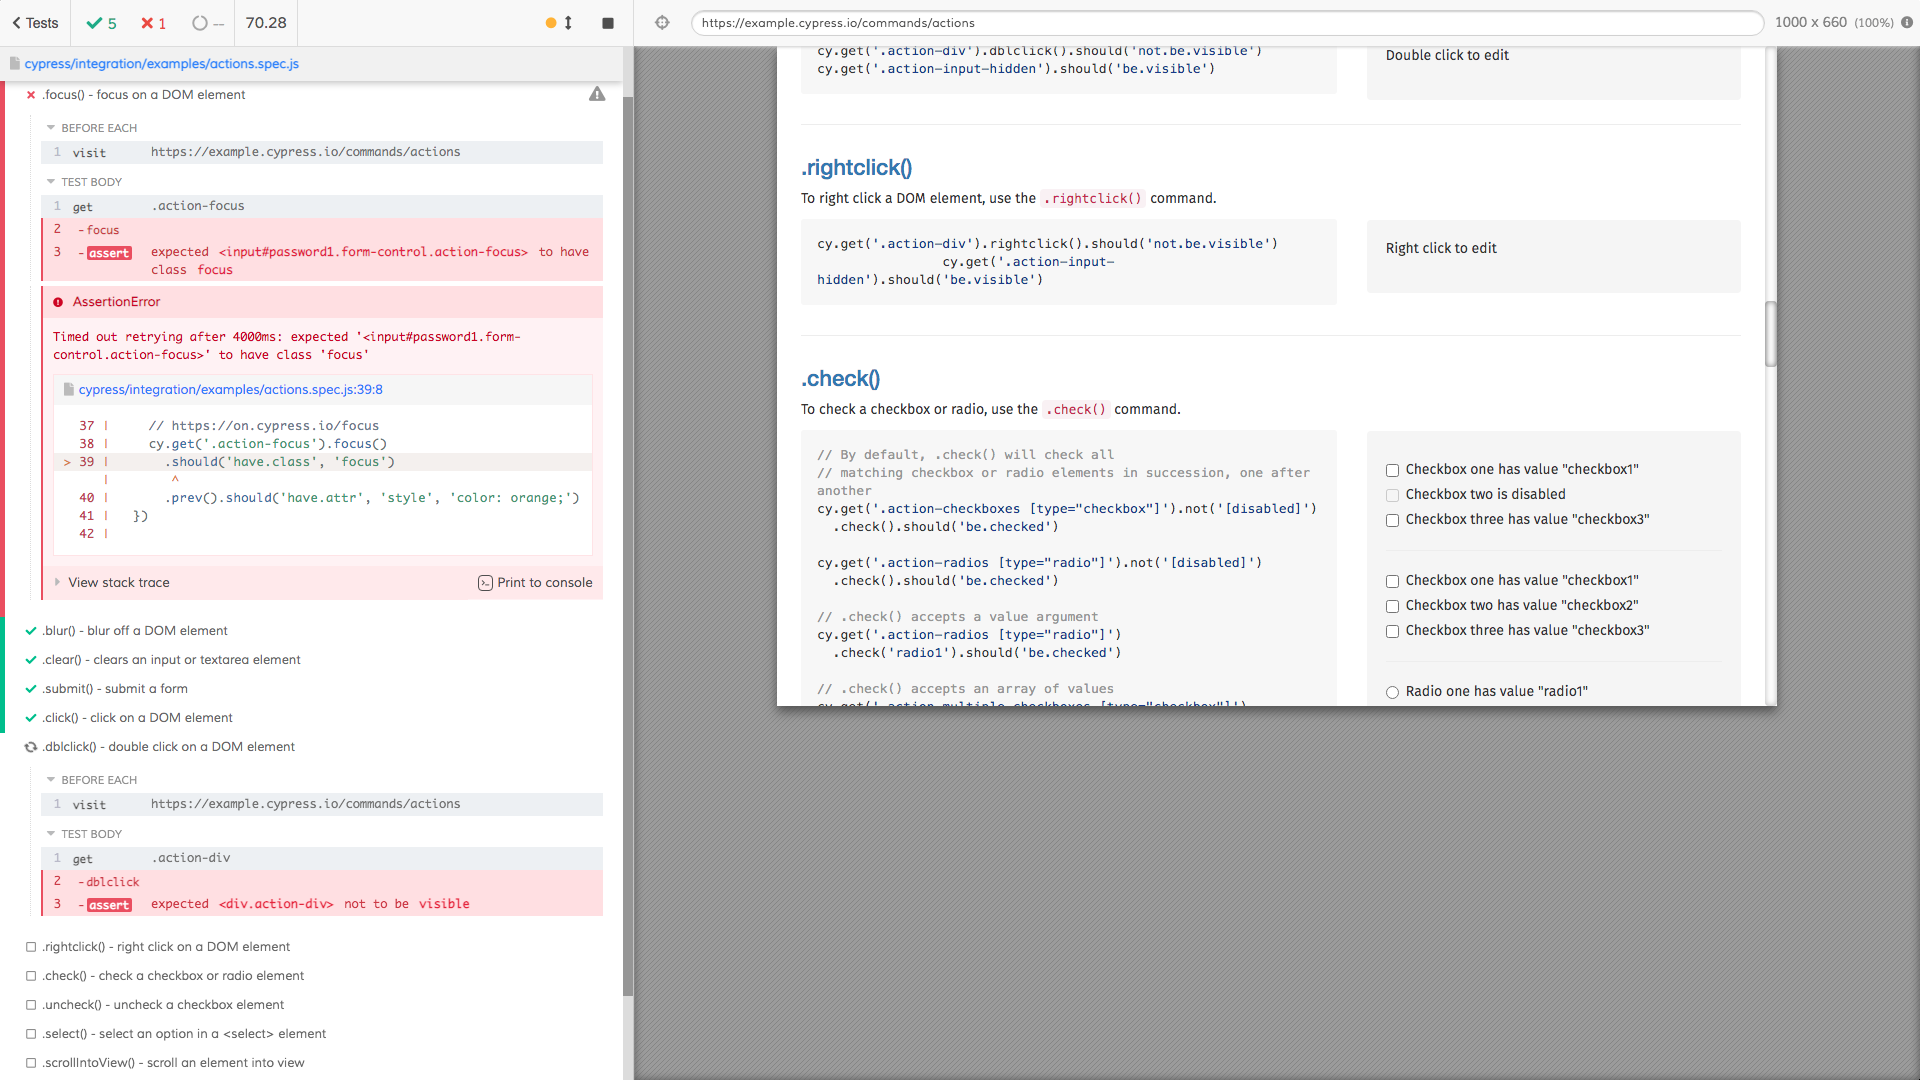 Tests
5
1
--
70.28
cypress/integration/examples/actions.spec.js
.focus() - focus on a DOM element
BEFORE EACH
1 visit https://example.cypress.io/commands/actions
TEST BODY
1 get .action-focus
2 -focus
3 -assert expected <input#password1.form-control.action-focus> to have
class focus
AssertionError
Timed out retrying after 4000ms: expected '<input#password1.form-
control.action-focus>' to have class 'focus'
cypress/integration/examples/actions.spec.js:39:8
37 | // https://on.cypress.io/focus
38 | cy.get('.action-focus').focus()
> 39 | .should('have.class', 'focus')
| ^
40 | .prev().should('have.attr', 'style', 'color: orange;')
41 | })
42 |
View stack trace
Print to console
.blur() - blur off a DOM element
.clear() - clears an input or textarea element
.submit() - submit a form
.click() - click on a DOM element
.dblclick() - double click on a DOM element
BEFORE EACH
1 visit https://example.cypress.io/commands/actions
TEST BODY
1 get .action-div
2 -dblclick
3 -assert expected <div.action-div> not to be visible
.rightclick() - right click on a DOM element
.check() - check a checkbox or radio element
.uncheck() - uncheck a checkbox element
.select() - select an option in a <select> element
.scrollIntoView() - scroll an element into view
https://example.cypress.io/commands/actions
1000 x 660 (100%)
cy.get('.action-div').dblclick().should('not.be.visible')
cy.get('.action-input-hidden').should('be.visible')
Double click to edit
.rightclick()
To right click a DOM element, use the .rightclick() command.
cy.get('.action-div').rightclick().should('not.be.visible')
cy.get('.action-input-
hidden').should('be.visible')
Right click to edit
.check()
To check a checkbox or radio, use the .check() command.
// By default, .check() will check all
// matching checkbox or radio elements in succession, one after
another
cy.get('.action-checkboxes [type="checkbox"]').not('[disabled]')
.check().should('be.checked')
cy.get('.action-radios [type="radio"]').not('[disabled]')
.check().should('be.checked')
// .check() accepts a value argument
cy.get('.action-radios [type="radio"]')
.check('radio1').should('be.checked')
// .check() accepts an array of values
cy.get('.action-multiple-checkboxes [type="checkbox"]')
Checkbox one has value "checkbox1"
Checkbox two is disabled
Checkbox three has value "checkbox3"
Checkbox one has value "checkbox1"
Checkbox two has value "checkbox2"
Checkbox three has value "checkbox3"
Radio one has value "radio1"